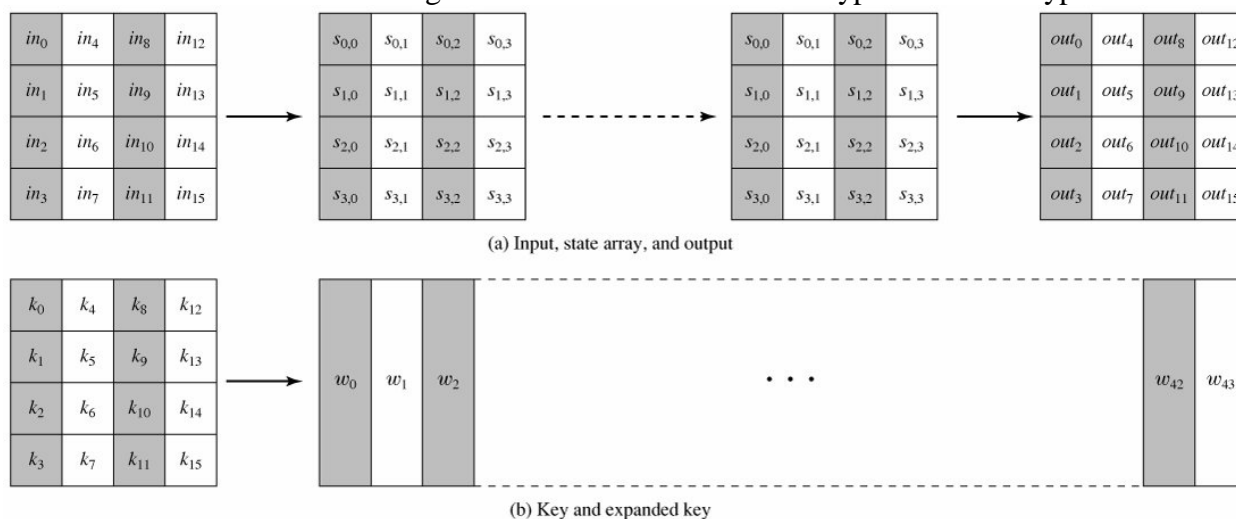 in0 in4 in8 in12 s0,0 s0,1 s0,2 s0,3 s0,0 s0,1 s0,2 s0,3 out0 out4 out8 out12
in1 in5 in9 in13 s1,0 s1,1 s1,2 s1,3 s1,0 s1,1 s1,2 s1,3 out1 out5 out9 out13
in2 in6 in10 in14 s2,0 s2,1 s2,2 s2,3 s2,0 s2,1 s2,2 s2,3 out2 out6 out10 out14
in3 in7 in11 in15 s3,0 s3,1 s3,2 s3,3 s3,0 s3,1 s3,2 s3,3 out3 out7 out11 out15
(a) Input, state array, and output
k0 k4 k8 k12
k1 k5 k9 k13
w0 w1 w2 • • • w42 w43
k2 k6 k10 k14
k3 k7 k11 k15
(b) Key and expanded key